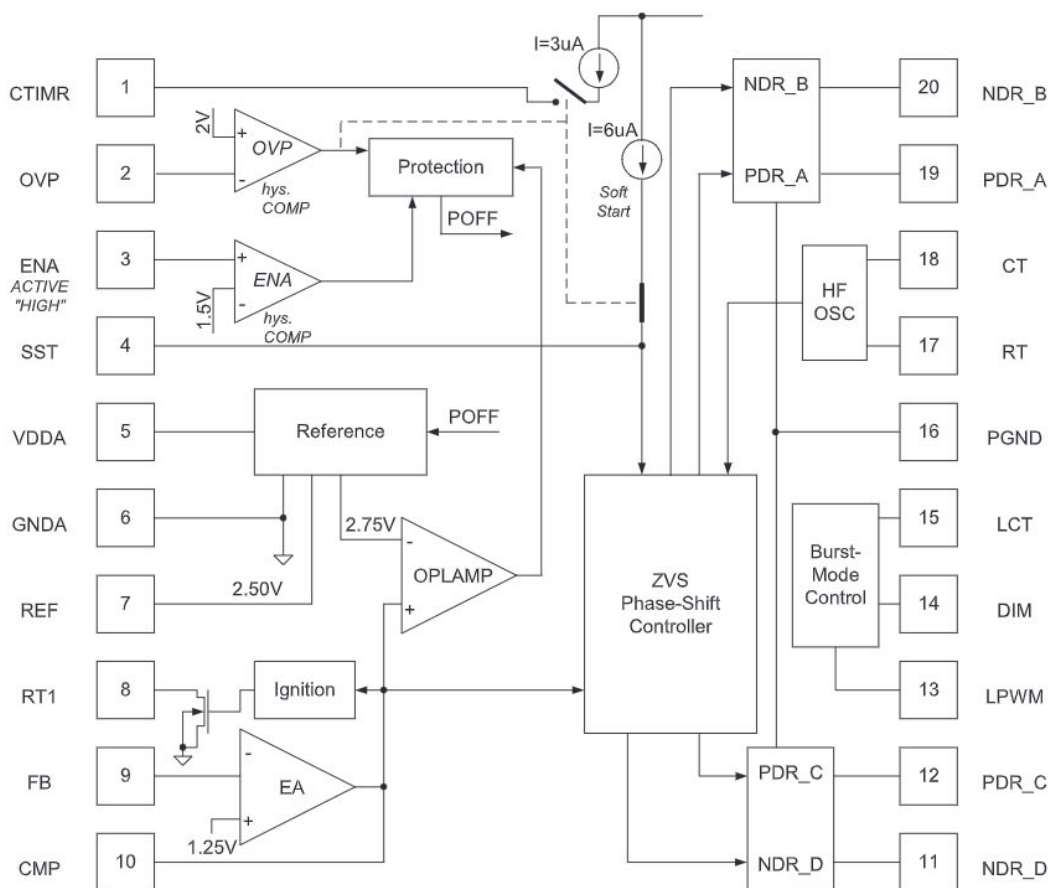 I=3uA
CTIMR
1
NDR_B
20
NDR_B
2V
+
OVP
-
hys.
COMP
I=6uA
OVP
2
Protection
Soft
Start
PDR_A
19
PDR_A
POFF
ENA
ACTIVE
"HIGH"
3
+
ENA
-
1.5V
hys.
COMP
HF
OSC
18
CT
SST
4
17
RT
VDDA
5
Reference
POFF
16
PGND
GNDA
6
2.75V
-
OPLAMP
+
15
LCT
Burst-
Mode
Control
REF
7
2.50V
ZVS
Phase-Shift
Controller
14
DIM
RT1
8
Ignition
13
LPWM
FB
9
-
EA
+
1.25V
PDR_C
12
PDR_C
CMP
10
NDR_D
11
NDR_D